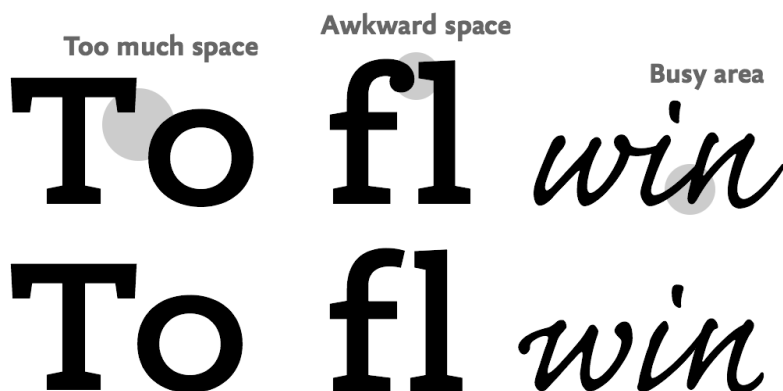 Too much space
Awkward space
Busy area
To fl win
To fl win